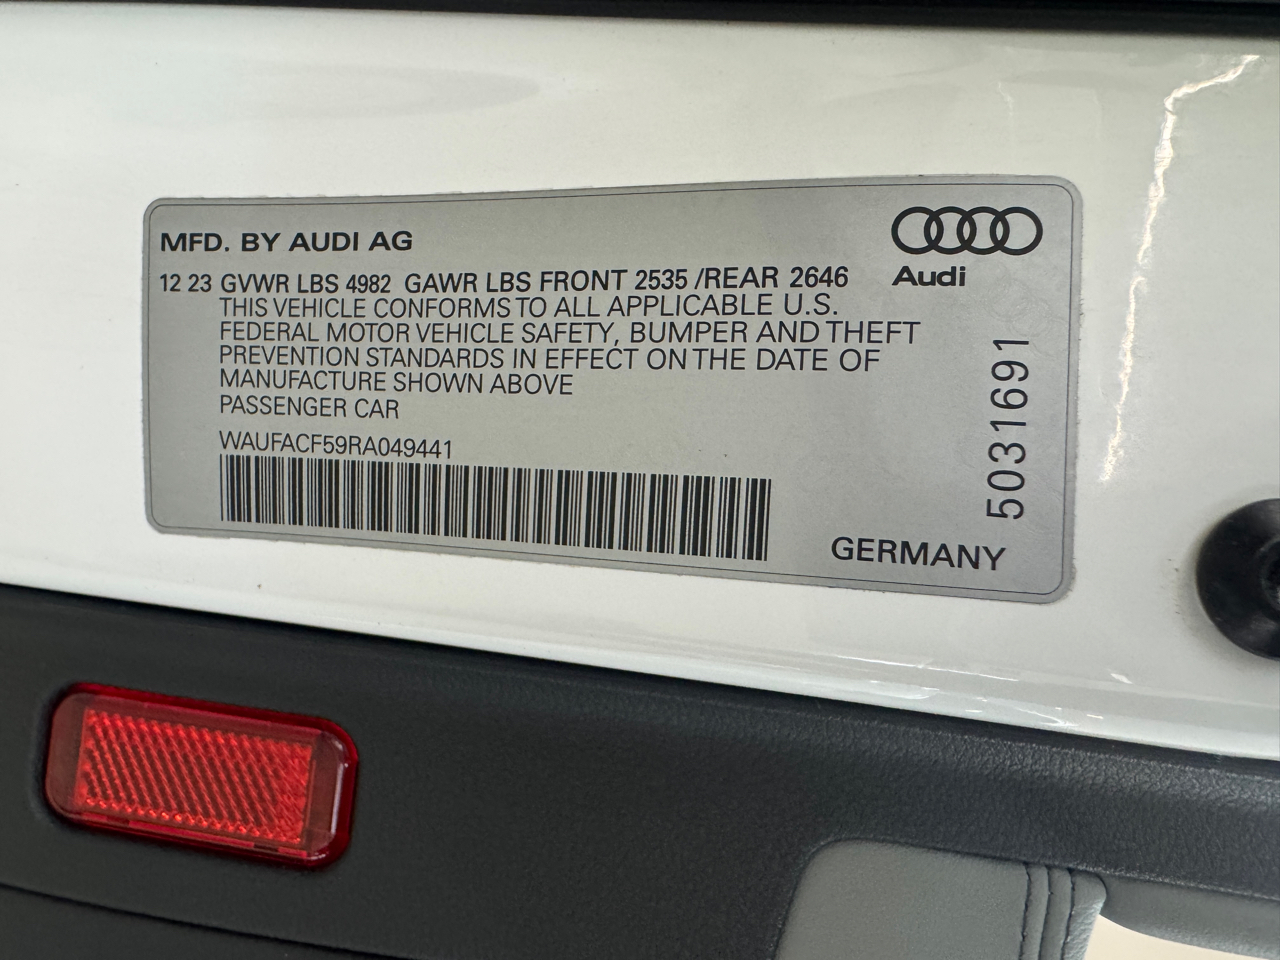 MFD. BY AUDI AG
Audi
12 23 GVWR LBS 4982 GAWR LBS FRONT 2535 /REAR 2646
THIS VEHICLE CONFORMS TO ALL APPLICABLE U.S.
FEDERAL MOTOR VEHICLE SAFETY, BUMPER AND THEFT
PREVENTION STANDARDS IN EFFECT ON THE DATE OF
MANUFACTURE SHOWN ABOVE
PASSENGER CAR
WAUFACF59RA049441
5031691
GERMANY